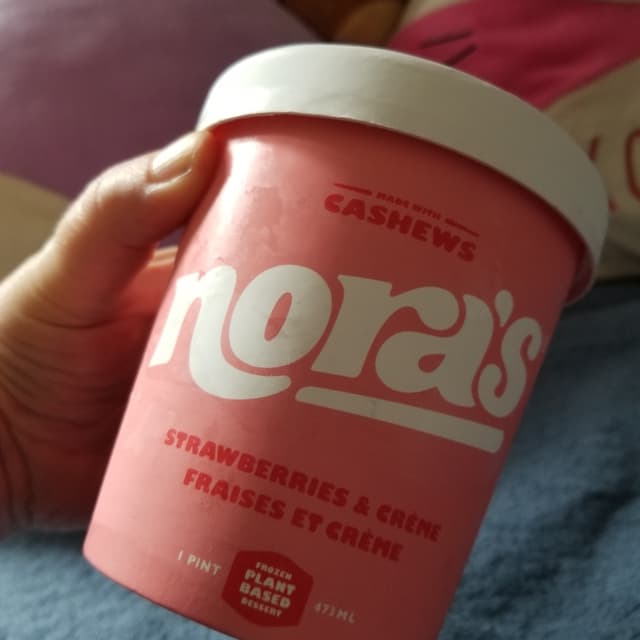 MADE WITH
CASHEWS
nora's
STRAWBERRIES & CRÈME
FRAISES ET CRÈME
1 PINT
FROZEN
PLANT
BASED
DESSERT
473 ML